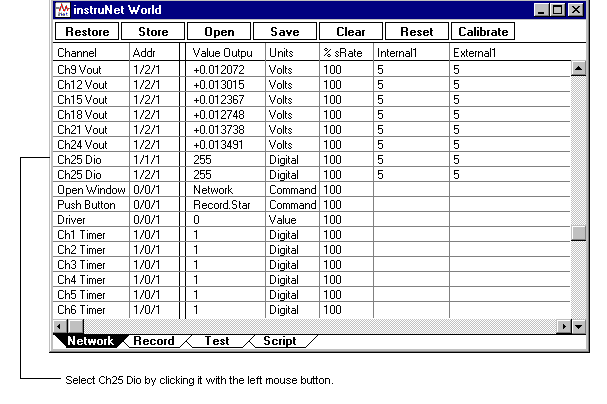 instruNet World
Restore Store Open Save Clear Reset Calibrate
Channel Addr Value Outpu Units % sRate Internal1 External1
Ch9 Vout 1/2/1 +0.012072 Volts 100 5 5
Ch12 Vout 1/2/1 +0.013015 Volts 100 5 5
Ch15 Vout 1/2/1 +0.012367 Volts 100 5 5
Ch18 Vout 1/2/1 +0.012748 Volts 100 5 5
Ch21 Vout 1/2/1 +0.013738 Volts 100 5 5
Ch24 Vout 1/2/1 +0.013491 Volts 100 5 5
Ch25 Dio 1/1/1 255 Digital 100 5 5
Ch25 Dio 1/2/1 255 Digital 100 5 5
Open Window 0/0/1 Network Command 100
Push Button 0/0/1 Record.Star Command 100
Driver 0/0/1 0 Value 100
Ch1 Timer 1/0/1 1 Digital 100
Ch2 Timer 1/0/1 1 Digital 100
Ch3 Timer 1/0/1 1 Digital 100
Ch4 Timer 1/0/1 1 Digital 100
Ch5 Timer 1/0/1 1 Digital 100
Ch6 Timer 1/0/1 1 Digital 100
Network Record Test Script
Select Ch25 Dio by clicking it with the left mouse button.